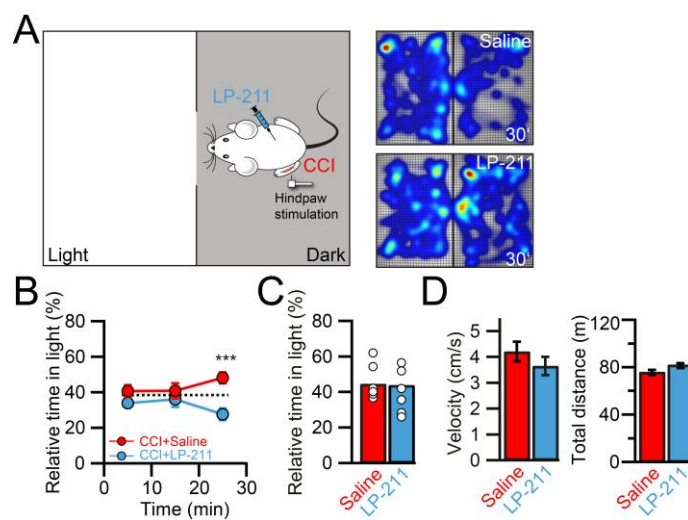 A
LP-211
CCI
Hindpaw
stimulation
Light
Dark
Saline
30'
LP-211
30'
B
Relative time in light (%)
80
60
40
20
0
0
10
20
30
Time (min)
***
CCI+Saline
CCI+LP-211
C
Relative time in light (%)
80
60
40
20
0
Saline
LP-211
D
Velocity (cm/s)
5
4
3
2
1
0
Saline
LP-211
Total distance (m)
120
80
40
0
Saline
LP-211